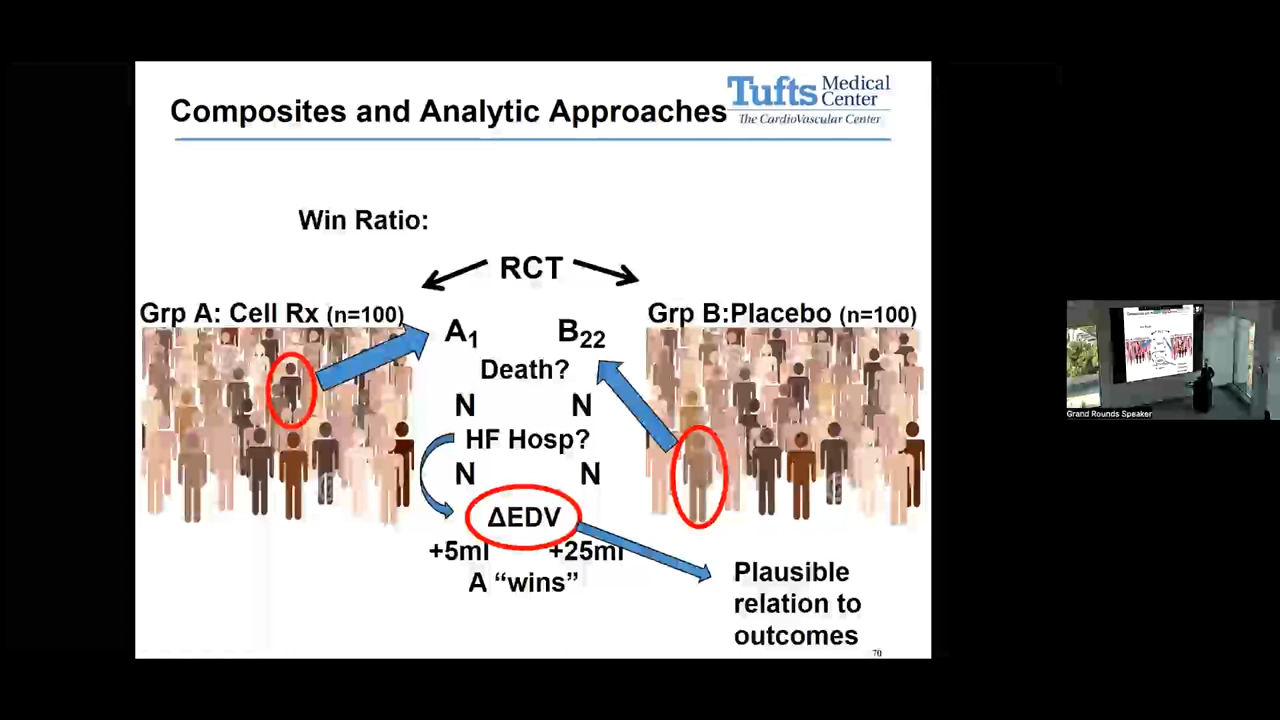 Composites and Analytic Approaches
Tufts Medical Center
The CardioVascular Center
Win Ratio:
RCT
Grp A: Cell Rx (n=100)
Grp B:Placebo (n=100)
A1 B22
Death?
N N
HF Hosp?
N N
ΔEDV
+5ml +25ml
A “wins”
Plausible
relation to
outcomes
70
Grand Rounds Speaker